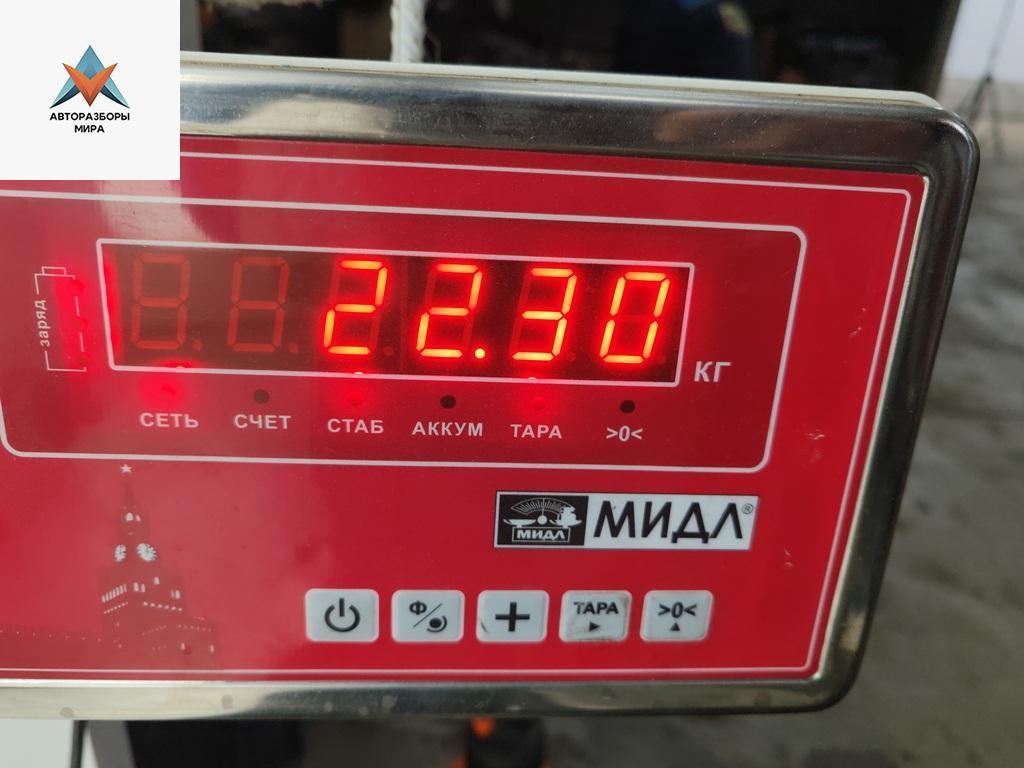 АВТОРАЗБОРЫ
МИРА
заряд
22.30
КГ
СЕТЬ СЧЕТ СТАБ АККУМ ТАРА >0<
МИДЛ МИДЛ®
Ф ТАРА >0<